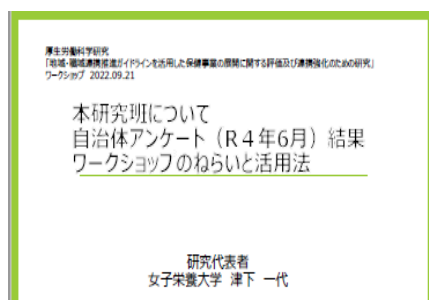 厚生労働科学研究
「地域・職域連携推進ガイドラインを活用した保健事業の展開に関する評価及び連携強化のための研究」
ワークショップ 2022.09.21
本研究班について
自治体アンケート（R４年6月）結果
ワークショップのねらいと活用法
研究代表者
女子栄養大学 津下 一代